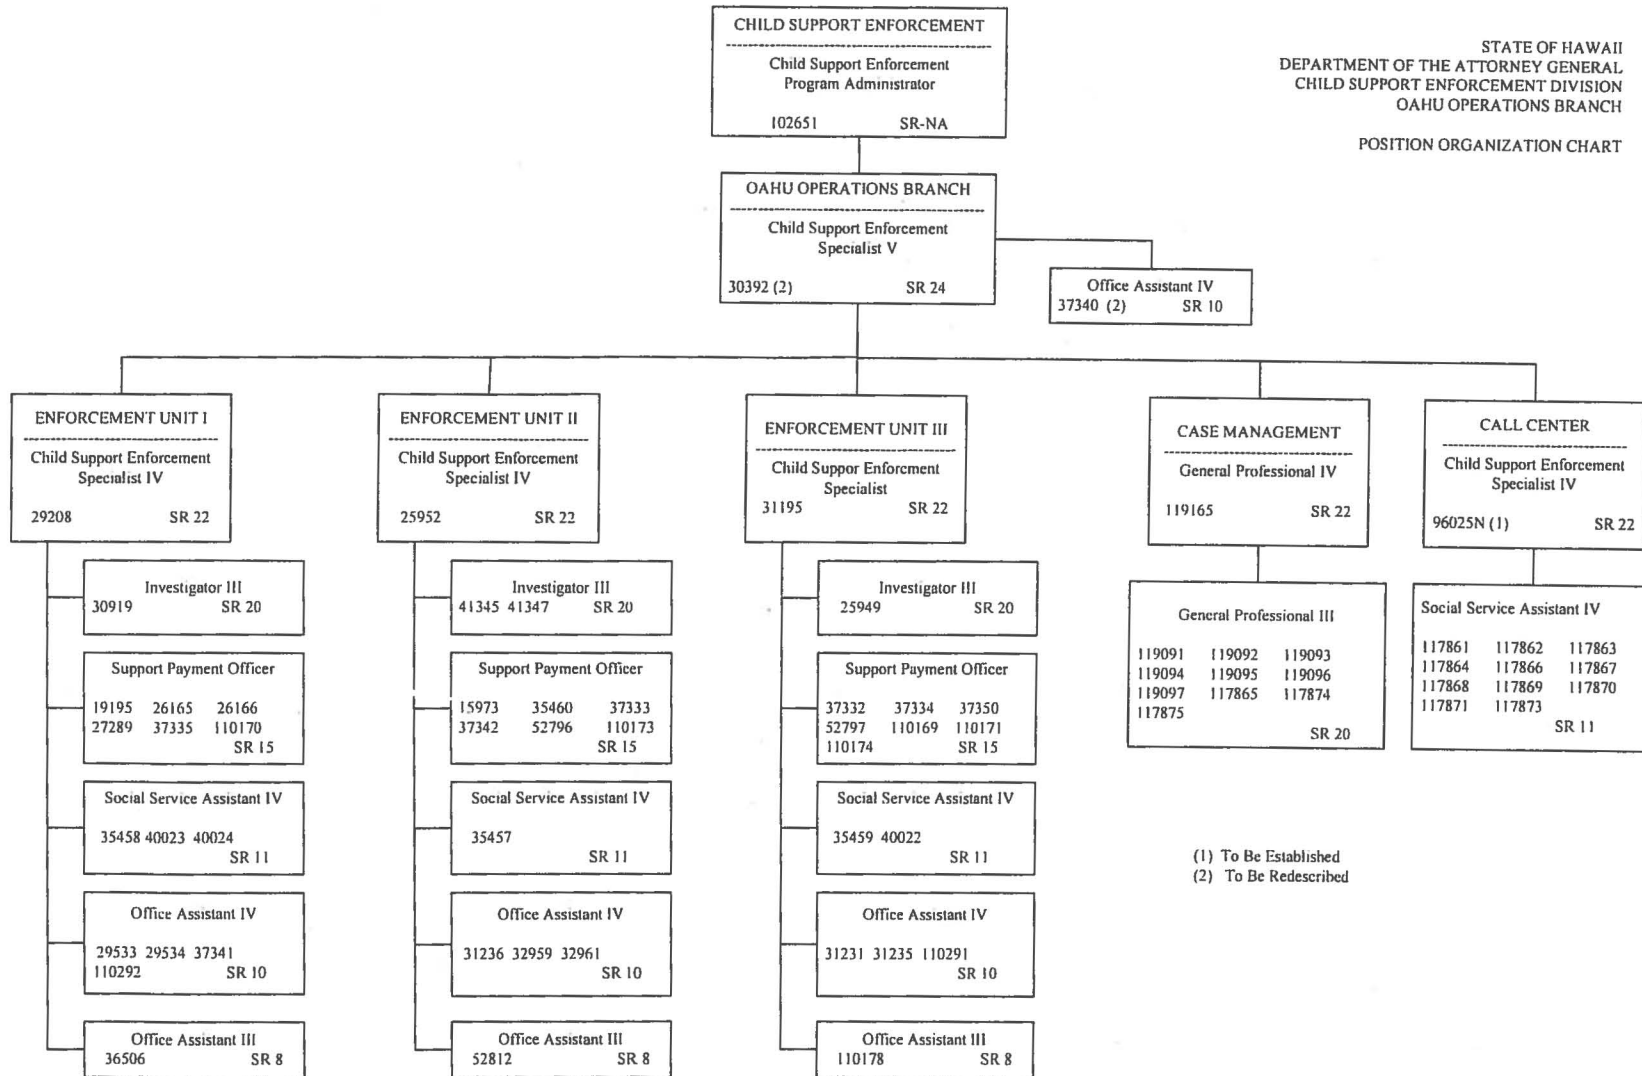 CHILD SUPPORT ENFORCEMENT
Child Support Enforcement
Program Administrator
102651 SR-NA
STATE OF HAWAII
DEPARTMENT OF THE ATTORNEY GENERAL
CHILD SUPPORT ENFORCEMENT DIVISION
OAHU OPERATIONS BRANCH
POSITION ORGANIZATION CHART
OAHU OPERATIONS BRANCH
Child Support Enforcement
Specialist V
30392 (2) SR 24
Office Assistant IV
37340 (2) SR 10
ENFORCEMENT UNIT I
Child Support Enforcement
Specialist IV
29208 SR 22
Investigator III
30919 SR 20
Support Payment Officer
19195 26165 26166
27289 37335 110170
SR 15
Social Service Assistant IV
35458 40023 40024
SR 11
Office Assistant IV
29533 29534 37341
110292 SR 10
Office Assistant III
36506 SR 8
ENFORCEMENT UNIT II
Child Support Enforcement
Specialist IV
25952 SR 22
Investigator III
41345 41347 SR 20
Support Payment Officer
15973 35460 37333
37342 52796 110173
SR 15
Social Service Assistant IV
35457
SR 11
Office Assistant IV
31236 32959 32961
SR 10
Office Assistant III
52812 SR 8
ENFORCEMENT UNIT III
Child Suppor Enforcment
Specialist
31195 SR 22
Investigator III
25949 SR 20
Support Payment Officer
37332 37334 37350
52797 110169 110171
110174 SR 15
Social Service Assistant IV
35459 40022
SR 11
Office Assistant IV
31231 31235 110291
SR 10
Office Assistant III
110178 SR 8
CASE MANAGEMENT
General Professional IV
119165 SR 22
General Professional III
119091 119092 119093
119094 119095 119096
119097 117865 117874
117875
SR 20
CALL CENTER
Child Support Enforcement
Specialist IV
96025N (1) SR 22
Social Service Assistant IV
117861 117862 117863
117864 117866 117867
117868 117869 117870
117871 117873
SR 11
(1) To Be Established
(2) To Be Redescribed